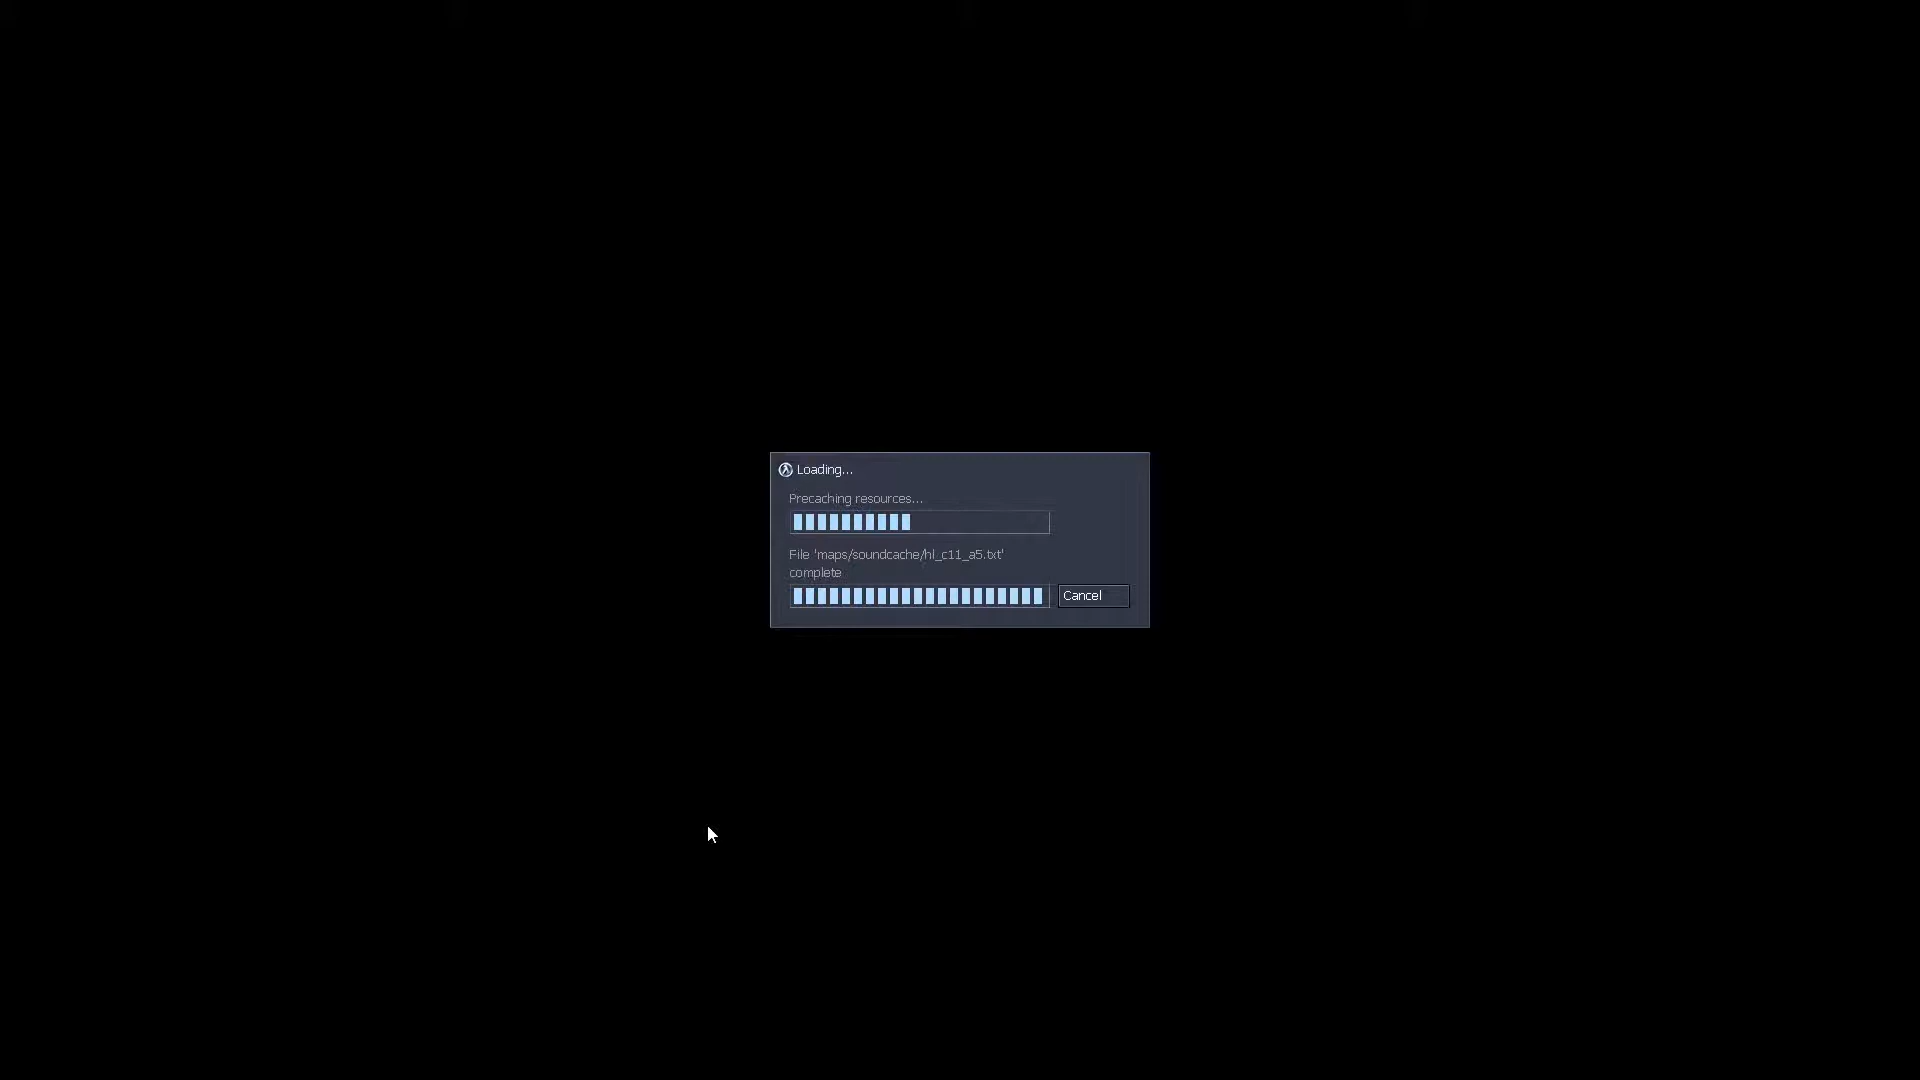 Loading...
Precaching resources...
File 'maps/soundcache/hl_c11_a5.txt'
complete
Cancel